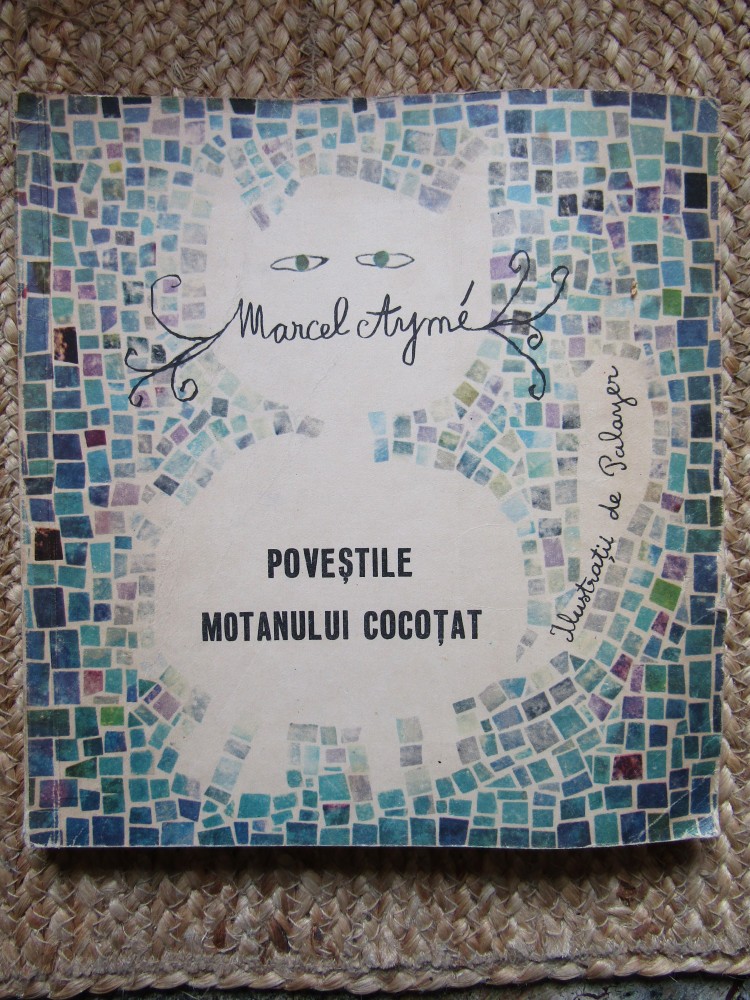 Marcel Aymé
Ilustrații de Palayer
POVEȘTILE
MOTANULUI COCOȚAT